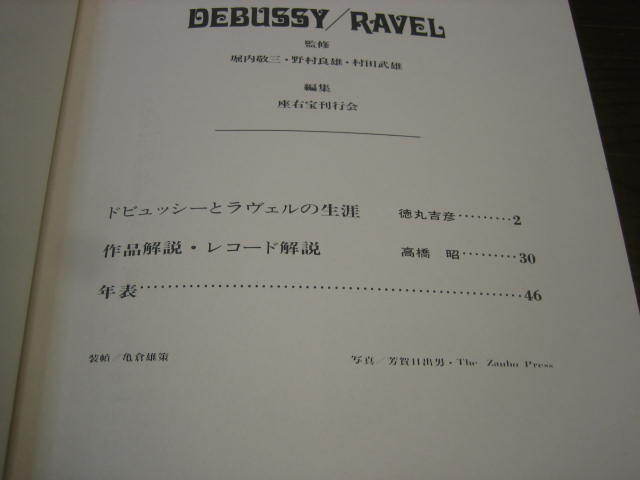 DEBUSSY/RAVEL
監修
堀内敬三・野村良雄・村田武雄
編集
座右宝刊行会
ドビュッシーとラヴェルの生涯 徳丸吉彦………2
作品解説・レコード解説 高橋 昭………30
年表………………………………………………46
装幀/亀倉雄策 写真/芳賀日出男・The Zauho Press